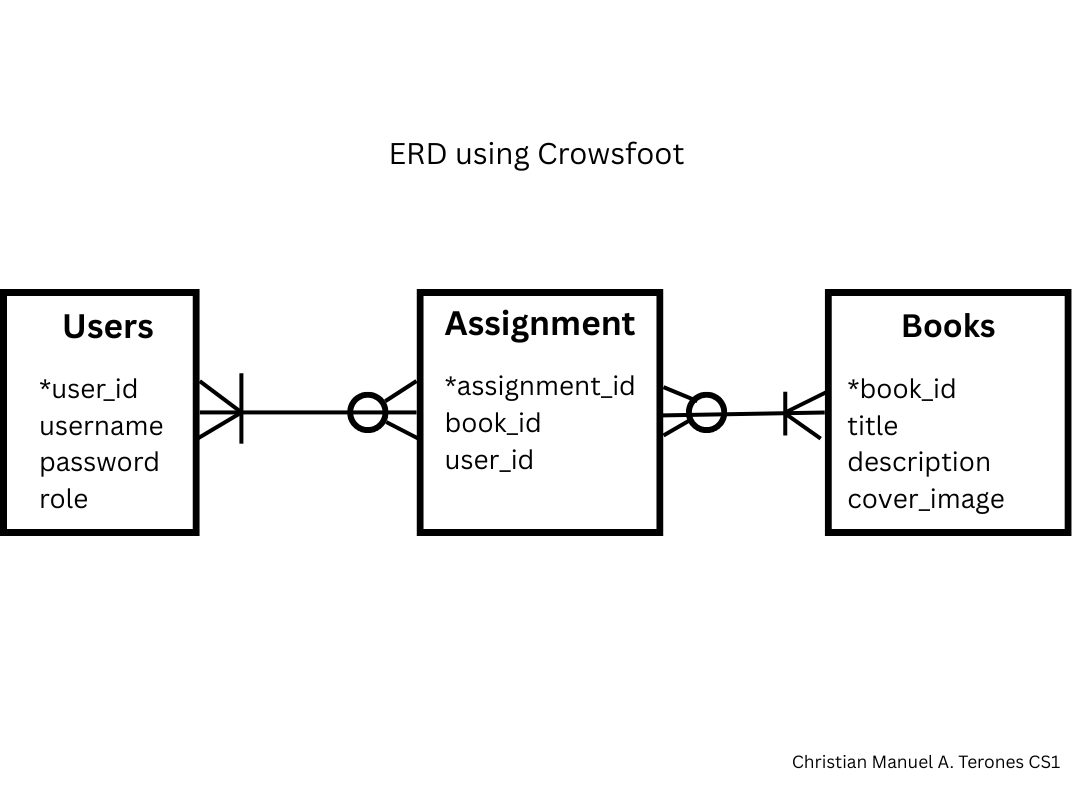 ERD using Crowsfoot
Users
*user_id
username
password
role
Assignment
*assignment_id
book_id
user_id
Books
*book_id
title
description
cover_image
Christian Manuel A. Terones CS1